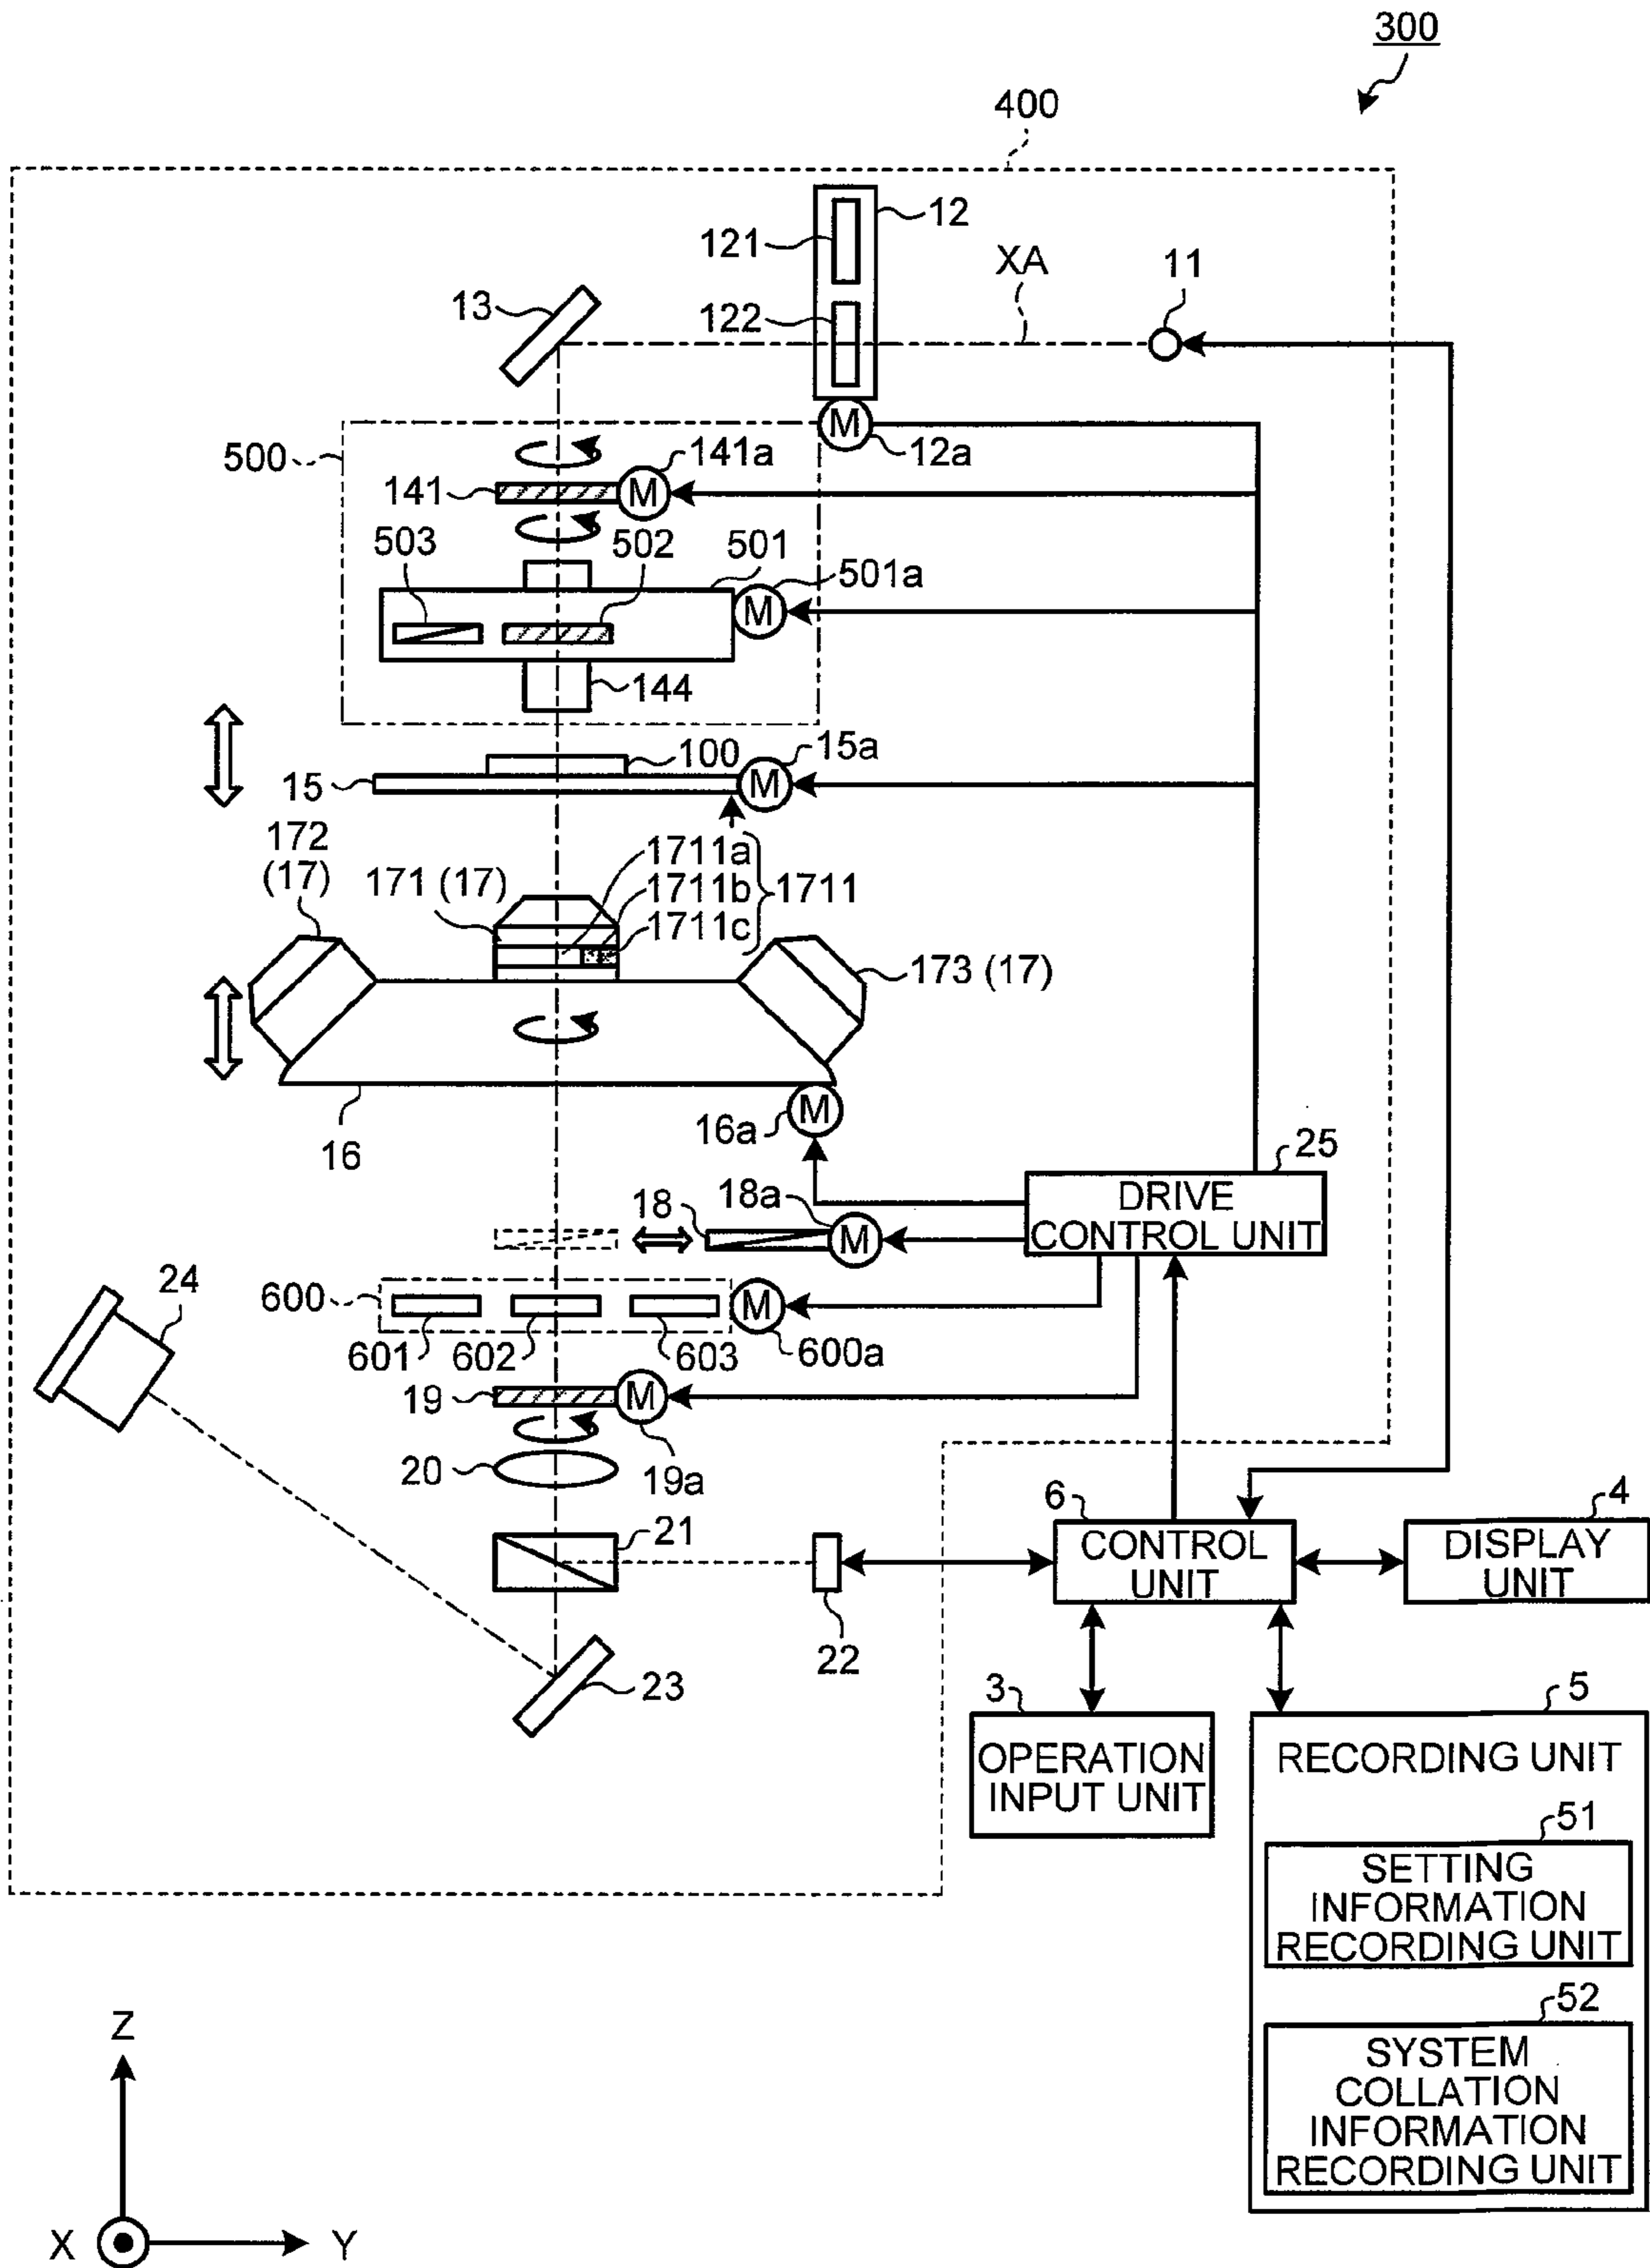 300
400
12
121
XA
11
13
122
M
12a
500
141a
141
M
503
502
501
501a
M
144
100
15a
15
M
172
(17)
171 (17)
1711a
1711b
1711c
1711
173 (17)
M
16a
16
25
DRIVE
CONTROL UNIT
18
18a
M
24
600
M
601
602
603
600a
19
M
20
19a
21
6
4
CONTROL
UNIT
DISPLAY
UNIT
22
23
3
5
OPERATION
INPUT UNIT
RECORDING UNIT
51
SETTING
INFORMATION
RECORDING UNIT
52
SYSTEM
COLLATION
INFORMATION
RECORDING UNIT
Z
X
Y